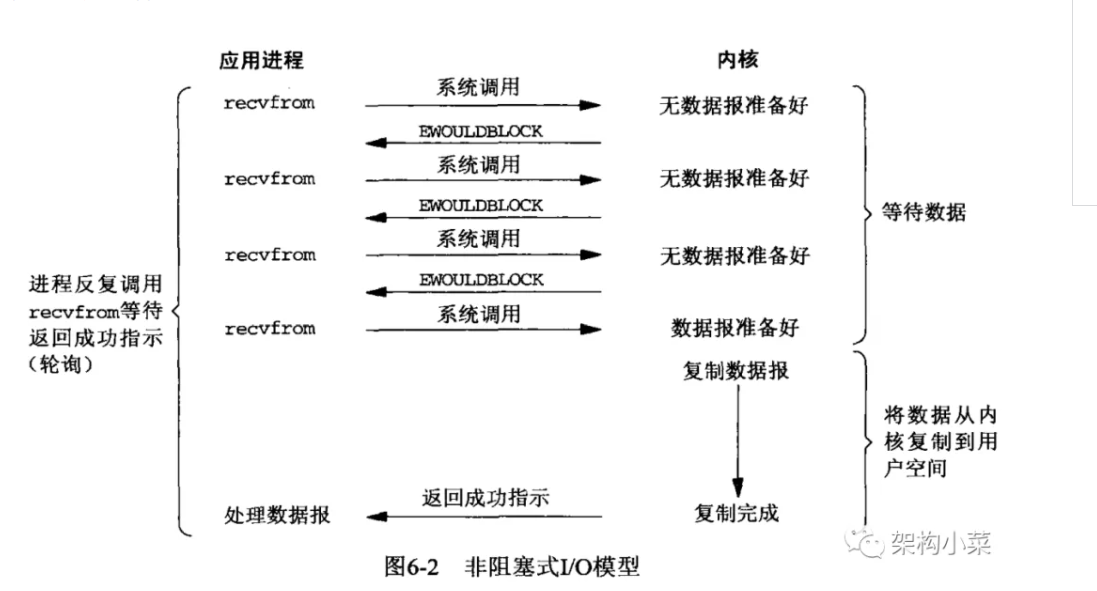 应用进程
内核
recvfrom
系统调用
无数据报准备好
EWOULDBLOCK
recvfrom
系统调用
无数据报准备好
EWOULDBLOCK
recvfrom
系统调用
无数据报准备好
EWOULDBLOCK
recvfrom
系统调用
数据报准备好
等待数据
进程反复调用
recvfrom等待
返回成功指示
(轮询)
复制数据报
将数据从内
核复制到用
户空间
处理数据报
返回成功指示
复制完成
架构小菜
图6-2 非阻塞式I/O模型